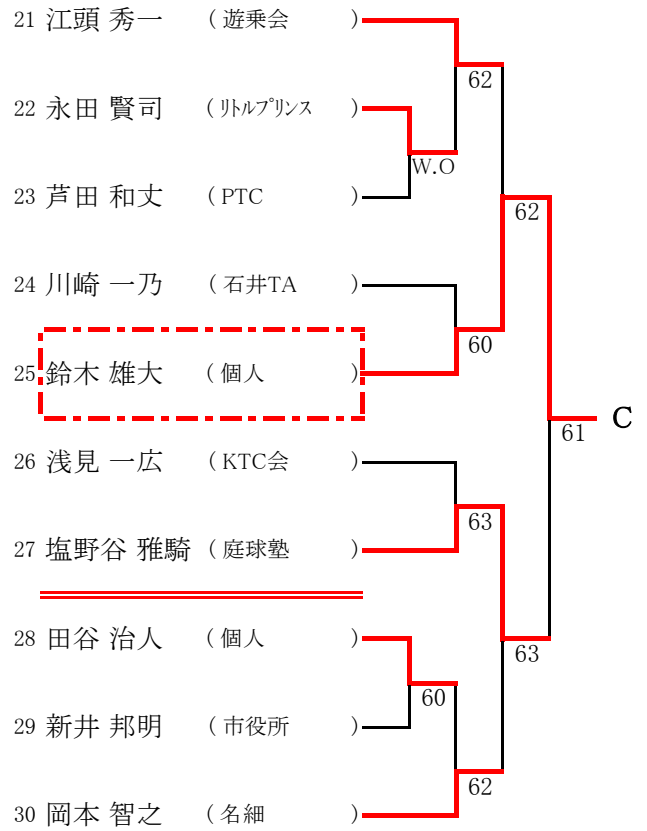 21 江頭 秀一 ( 遊乗会 )
62
22 永田 賢司 ( リトルプリンス )
W.O
23 芦田 和丈 ( PTC )
62
24 川崎 一乃 ( 石井TA )
60
25 鈴木 雄大 ( 個人 )
61 C
26 浅見 一広 ( KTC会 )
63
27 塩野谷 雅騎 ( 庭球塾 )
28 田谷 治人 ( 個人 )
63
60
29 新井 邦明 ( 市役所 )
62
30 岡本 智之 ( 名細 )